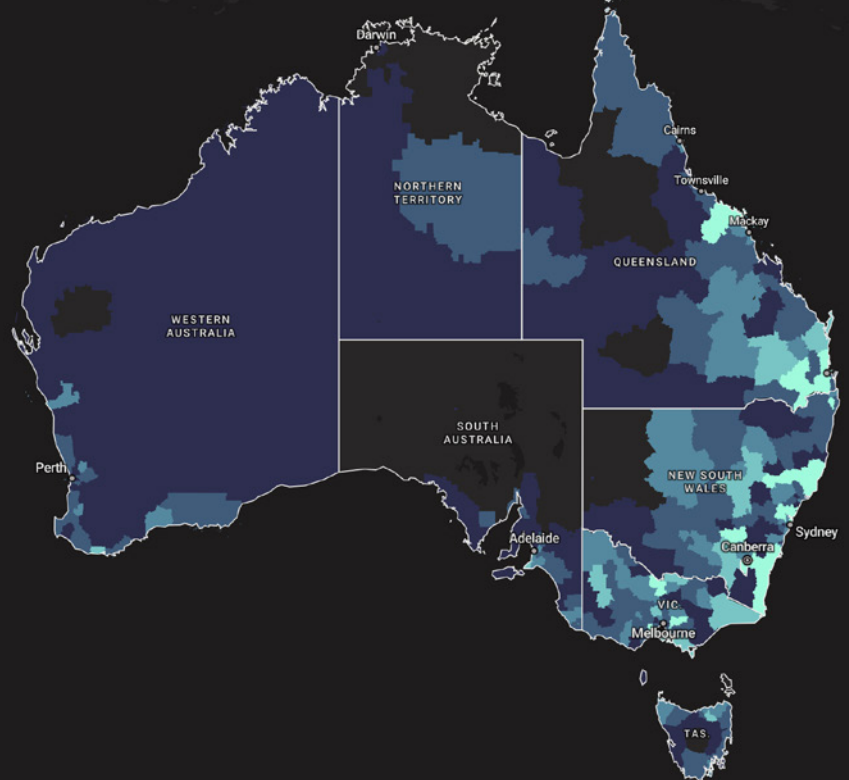 Darwin
Cairns
NORTHERN
TERRITORY
Townsville
Mackay
QUEENSLAND
WESTERN
AUSTRALIA
SOUTH
AUSTRALIA
NEW SOUTH
WALES
Perth
Sydney
Adelaide
Canberra
VIC.
Melbourne
TAS.